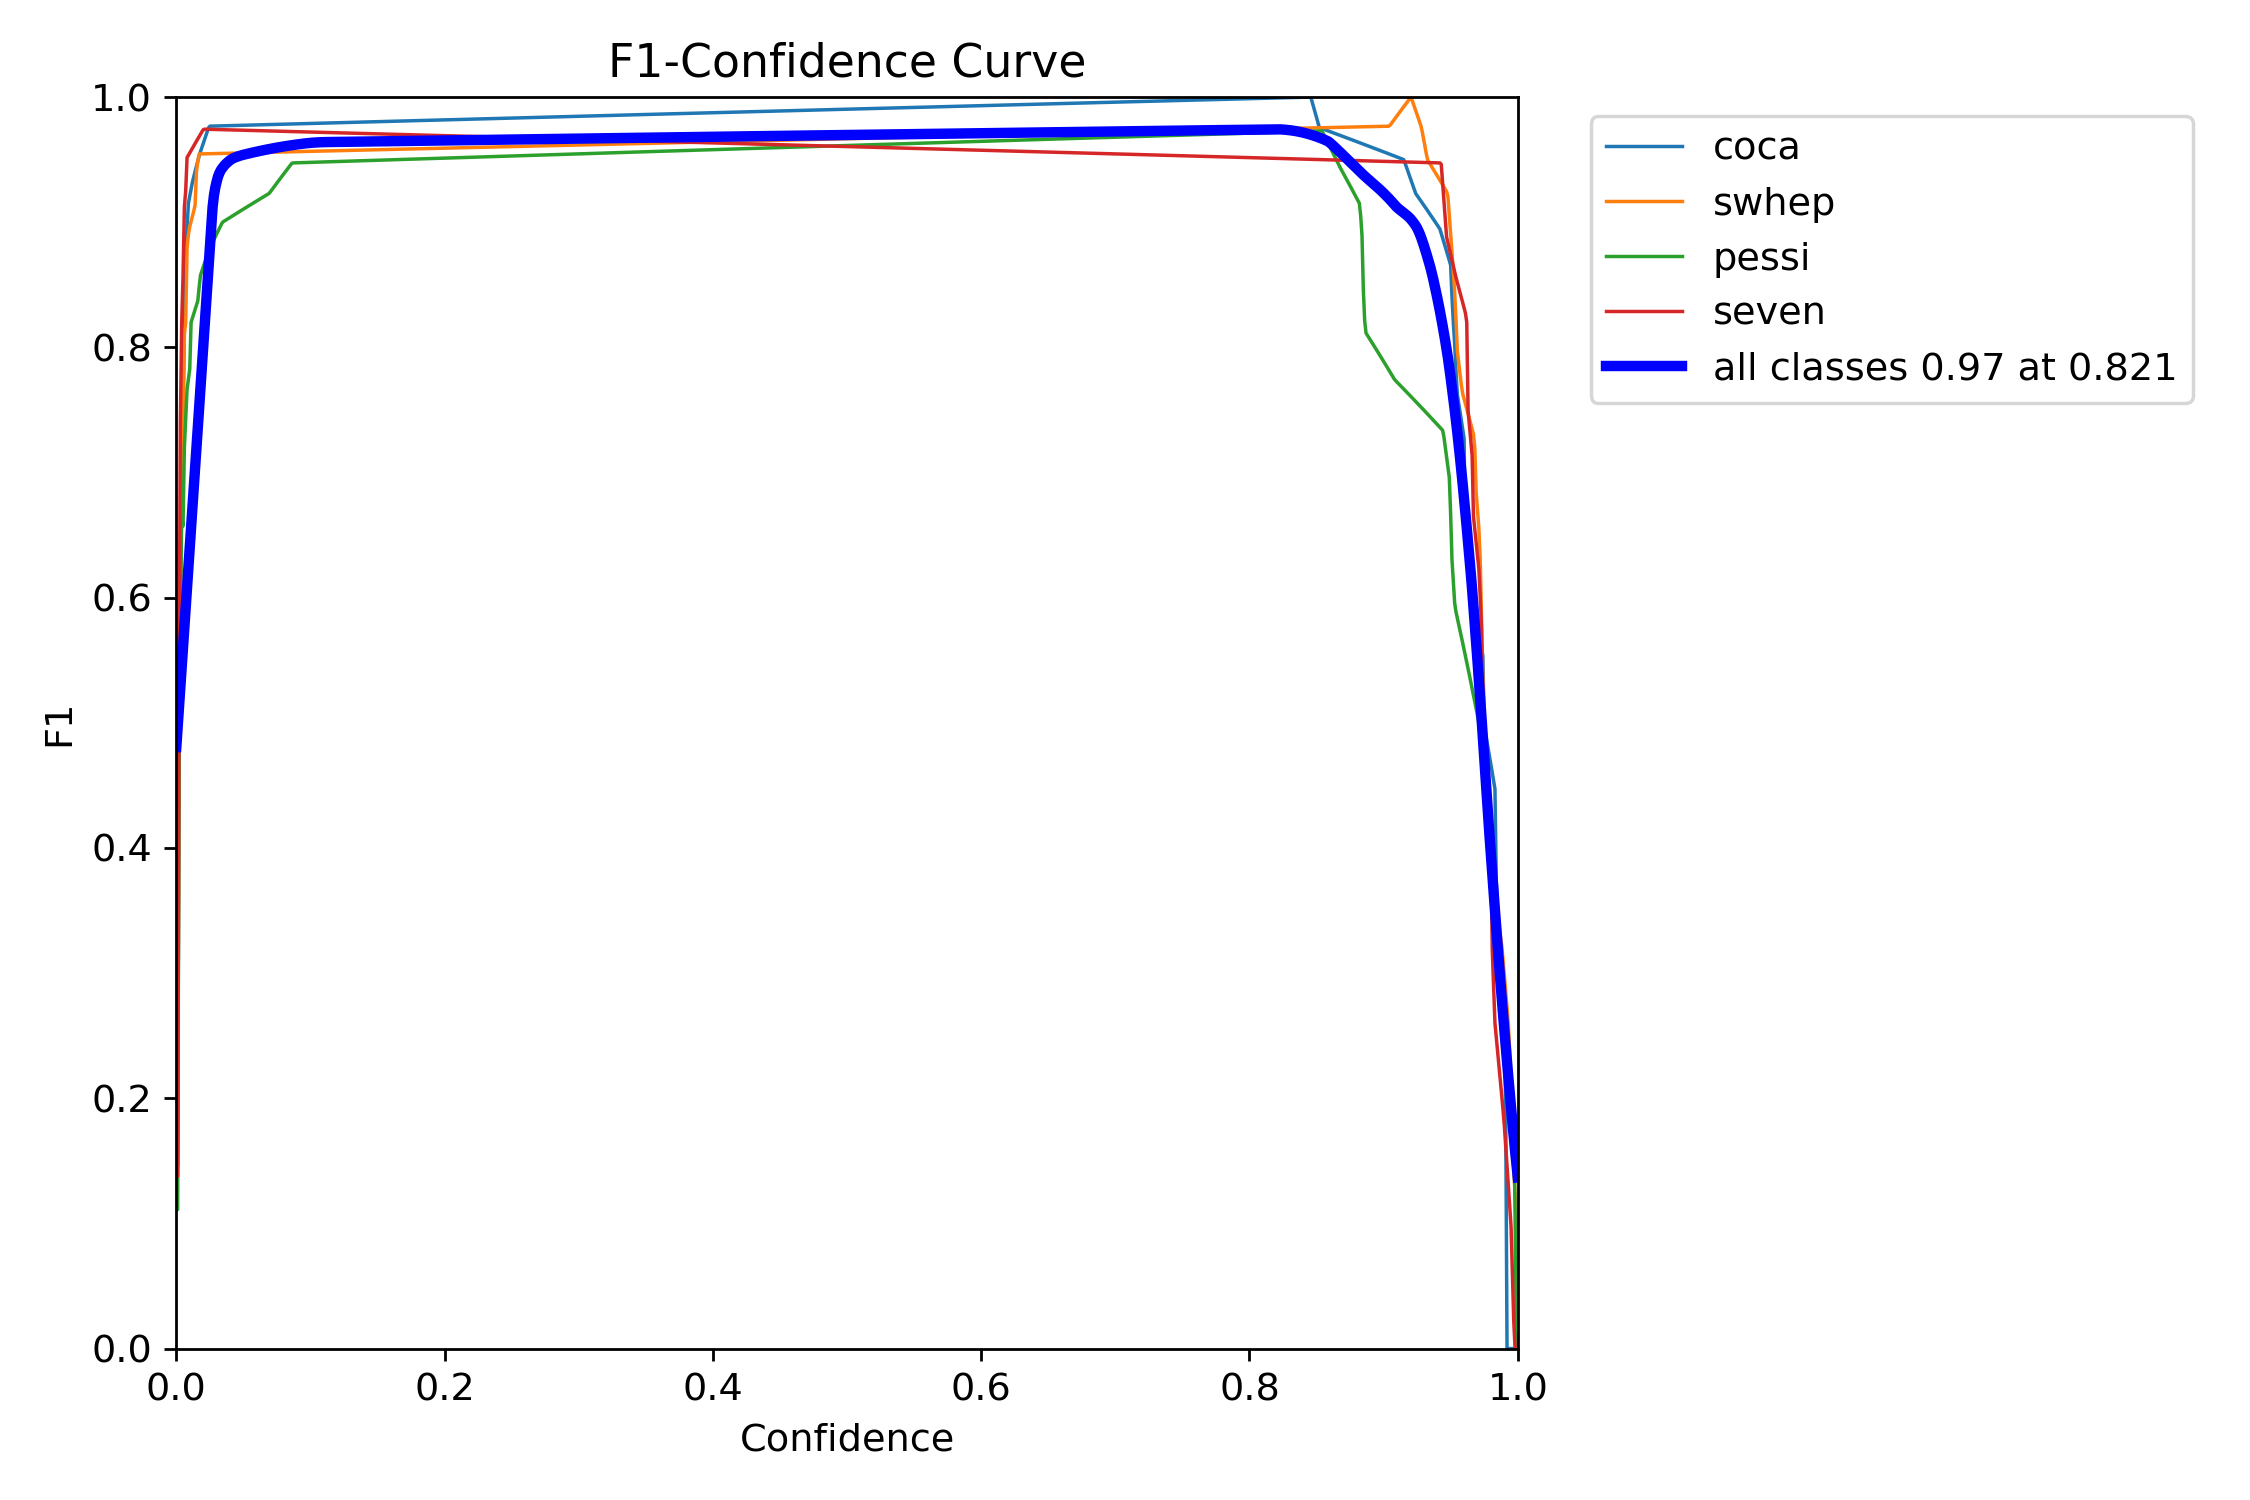 F1-Confidence Curve
1.0
0.8
0.6
0.4
0.2
0.0
F1
0.0 0.2 0.4 0.6 0.8 1.0
Confidence
coca
swhep
pessi
seven
all classes 0.97 at 0.821